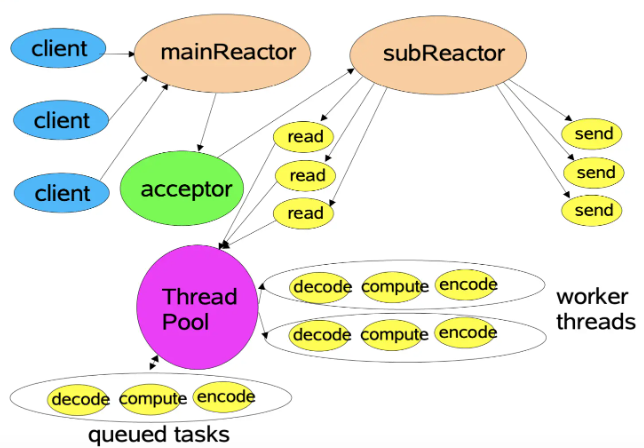 client
mainReactor
subReactor
client
client
acceptor
read
read
read
send
send
send
Thread
Pool
decode compute encode
decode compute encode
worker
threads
decode compute encode
queued tasks